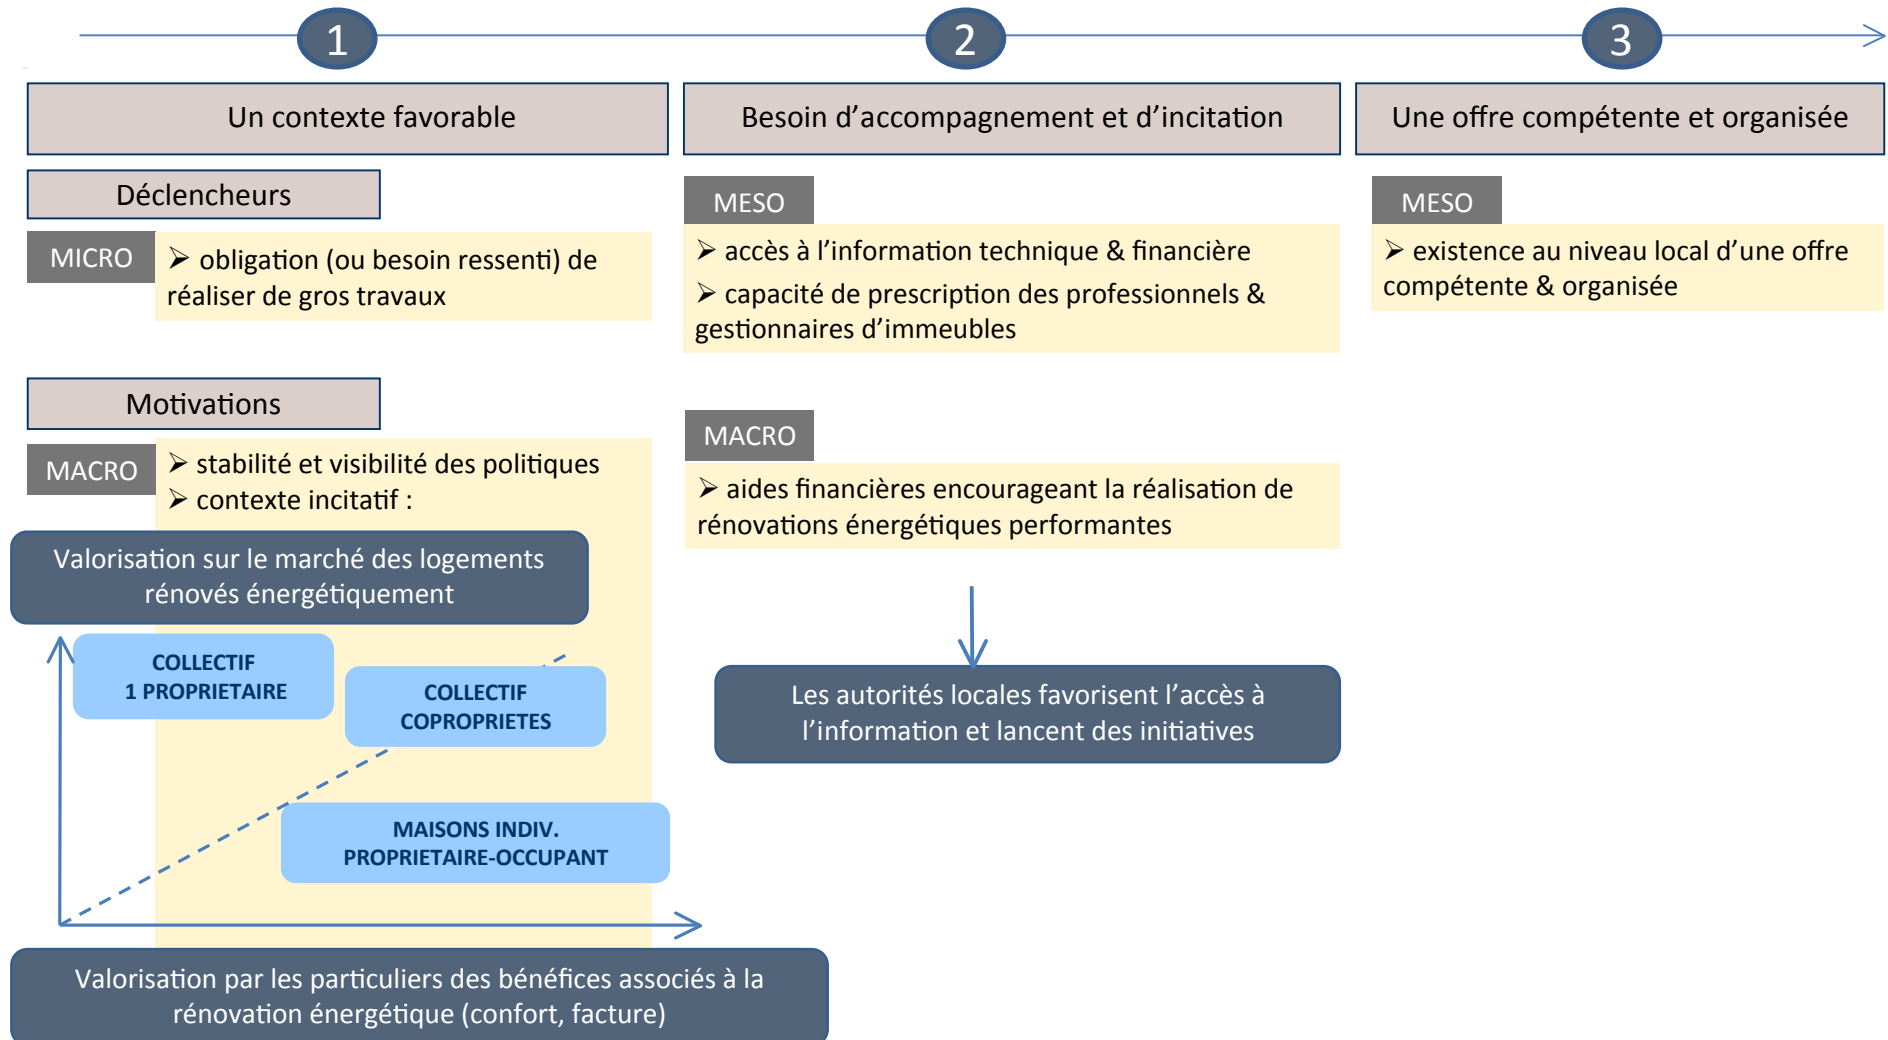 1
2
3
Un contexte favorable
Besoin d’accompagnement et d’incitation
Une offre compétente et organisée
Déclencheurs
MICRO
➢ obligation (ou besoin ressenti) de
réaliser de gros travaux
Motivations
MACRO
➢ stabilité et visibilité des politiques
➢ contexte incitatif :
Valorisation sur le marché des logements
rénovés énergétiquement
COLLECTIF
1 PROPRIETAIRE
COLLECTIF
COPROPRIETES
MAISONS INDIV.
PROPRIETAIRE-OCCUPANT
Valorisation par les particuliers des bénéfices associés à la
rénovation énergétique (confort, facture)
MESO
➢ accès à l’information technique & financière
➢ capacité de prescription des professionnels &
gestionnaires d’immeubles
MACRO
➢ aides financières encourageant la réalisation de
rénovations énergétiques performantes
Les autorités locales favorisent l’accès à
l’information et lancent des initiatives
MESO
➢ existence au niveau local d’une offre
compétente & organisée